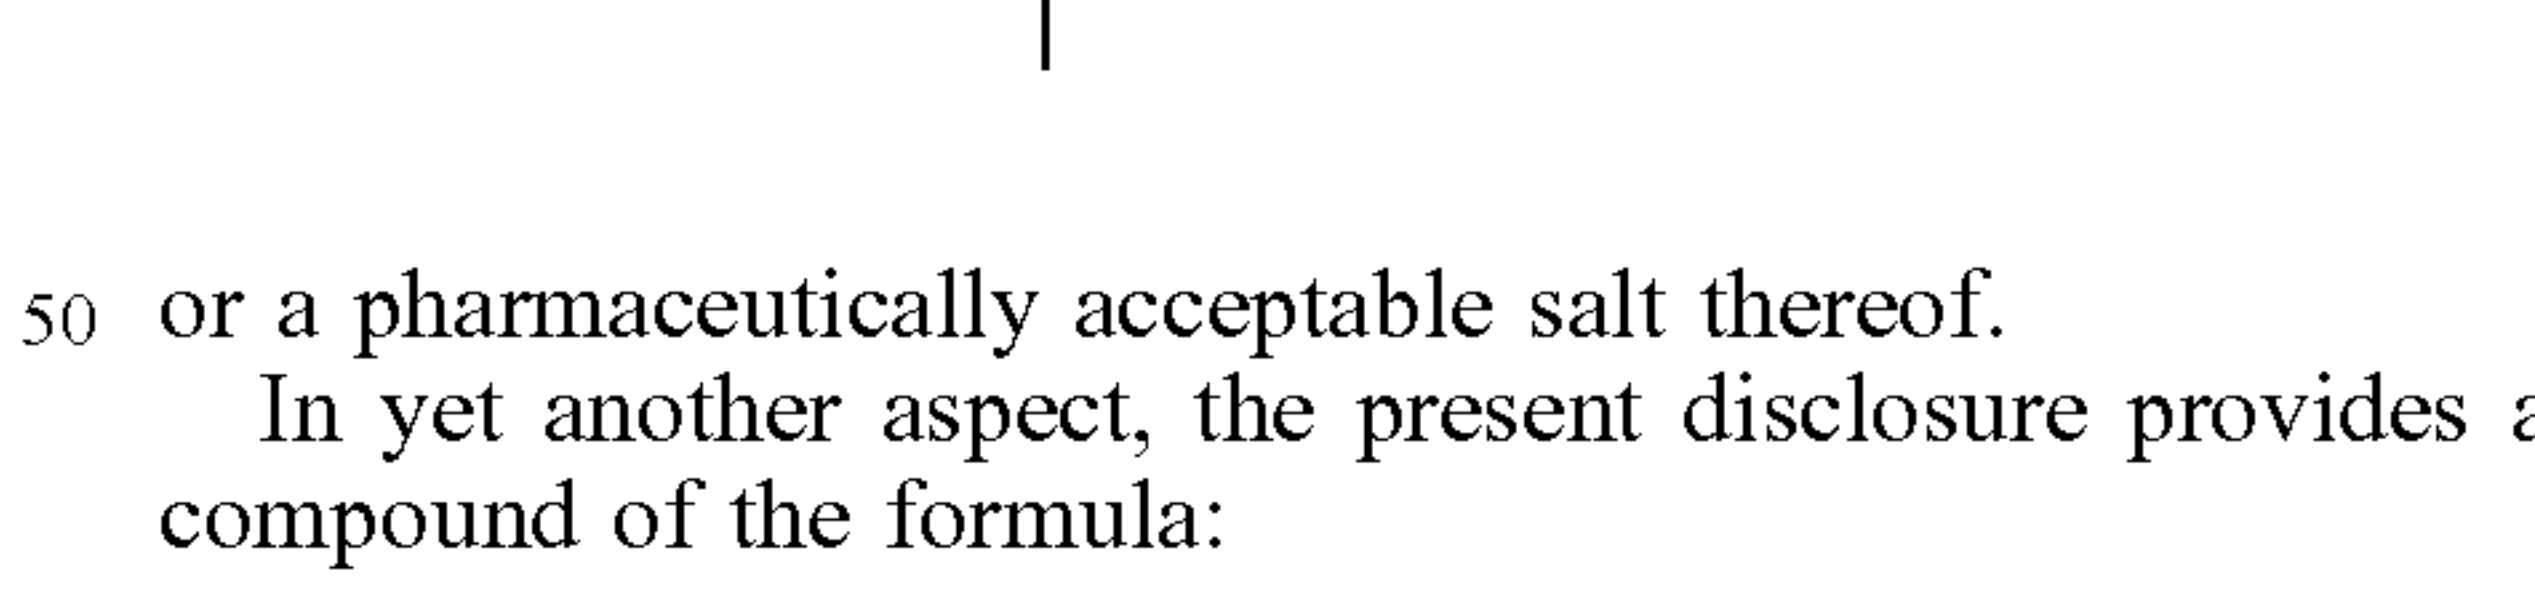 50 or a pharmaceutically acceptable salt thereof.
In yet another aspect, the present disclosure provides a
compound of the formula: